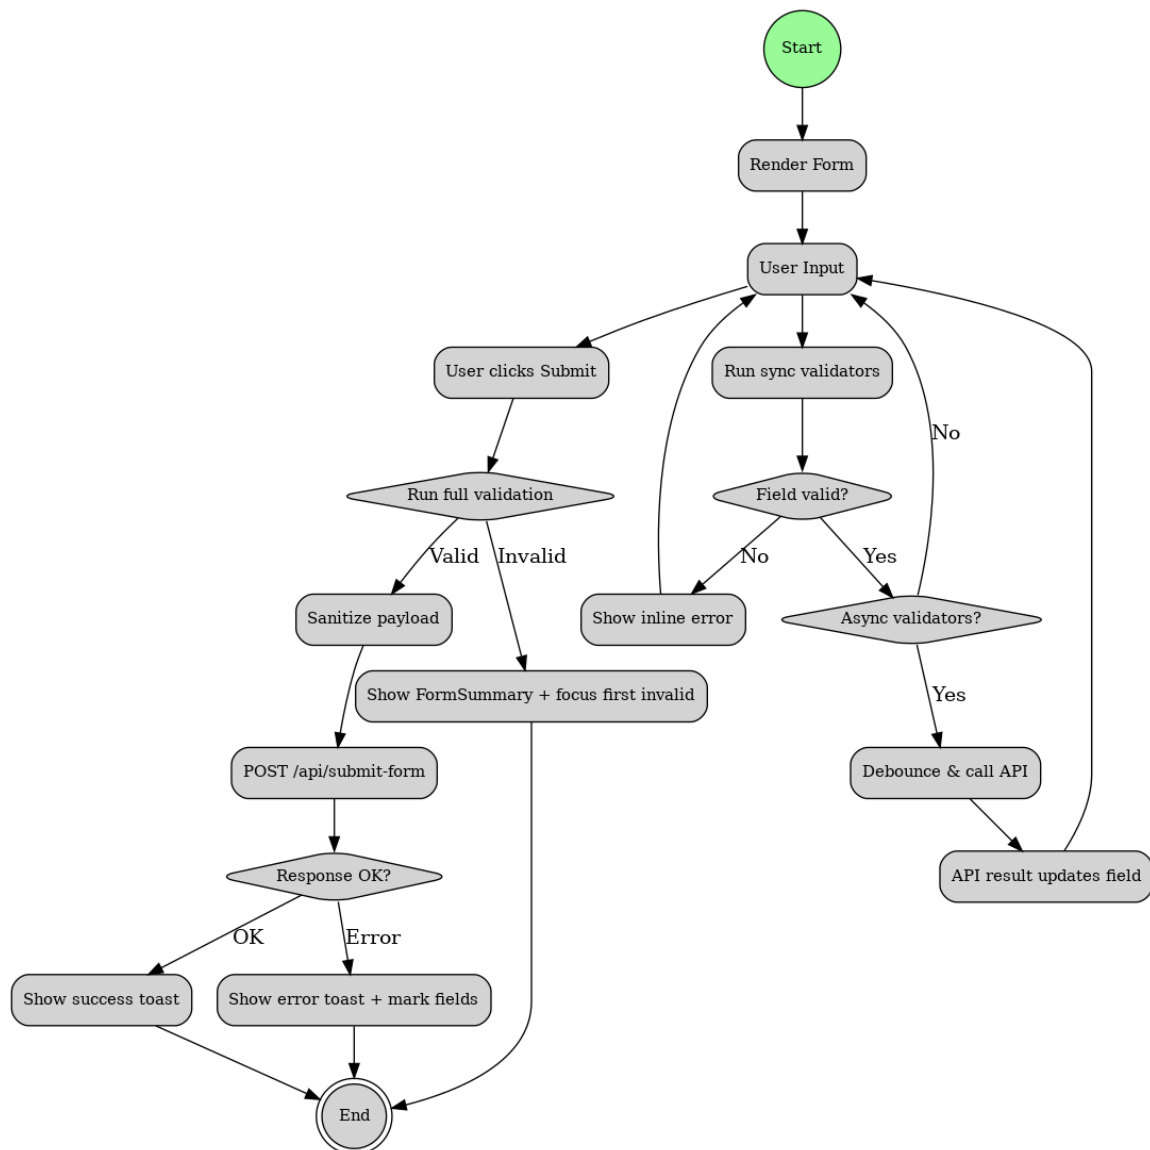 Start
Render Form
User Input
User clicks Submit
Run sync validators
No
Run full validation
Field valid?
Valid
Invalid
No
Yes
Sanitize payload
Show inline error
Async validators?
Show FormSummary + focus first invalid
Yes
POST /api/submit-form
Debounce & call API
Response OK?
API result updates field
OK
Error
Show success toast
Show error toast + mark fields
End